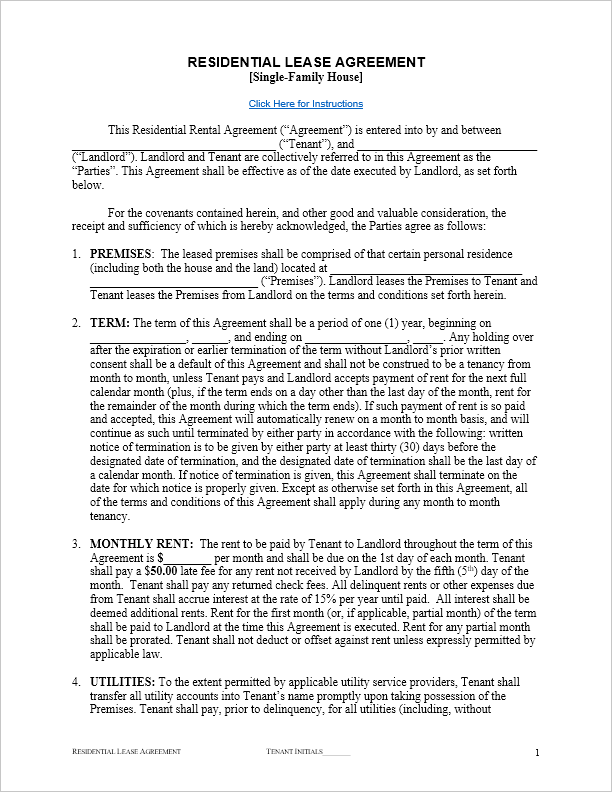 RESIDENTIAL LEASE AGREEMENT
[Single-Family House]
Click Here for Instructions
This Residential Rental Agreement (“Agreement”) is entered into by and between
______________________________ (“Tenant”), and ___________________________
(“Landlord”). Landlord and Tenant are collectively referred to in this Agreement as the
“Parties”. This Agreement shall be effective as of the date executed by Landlord, as set forth
below.
For the covenants contained herein, and other good and valuable consideration, the
receipt and sufficiency of which is hereby acknowledged, the Parties agree as follows:
1. PREMISES: The leased premises shall be comprised of that certain personal residence
(including both the house and the land) located at ____________________________
_________________________ (“Premises”). Landlord leases the Premises to Tenant and
Tenant leases the Premises from Landlord on the terms and conditions set forth herein.
2. TERM: The term of this Agreement shall be a period of one (1) year, beginning on
______________, _____, and ending on _______________, ____. Any holding over
after the expiration or earlier termination of the term without Landlord’s prior written
consent shall be a default of this Agreement and shall not be construed to be a tenancy from
month to month, unless Tenant pays and Landlord accepts payment of rent for the next full
calendar month (plus, if the term ends on a day other than the last day of the month, rent for
the remainder of the month during which the term ends). If such payment of rent is so paid
and accepted, this Agreement will automatically renew on a month to month basis, and will
continue as such until terminated by either party in accordance with the following: written
notice of termination is to be given by either party at least thirty (30) days before the
designated date of termination, and the designated date of termination shall be the last day of
a calendar month. If notice of termination is given, this Agreement shall terminate on the
date for which notice is properly given. Except as otherwise set forth in this Agreement, all
of the terms and conditions of this Agreement shall apply during any month to month
tenancy.
3. MONTHLY RENT: The rent to be paid by Tenant to Landlord throughout the term of this
Agreement is $_______ per month and shall be due on the 1st day of each month. Tenant
shall pay a $50.00 late fee for any rent not received by Landlord by the fifth (5th) day of the
month. Tenant shall pay any returned check fees. All delinquent rents or other expenses due
from Tenant shall accrue interest at the rate of 15% per year until paid. All interest shall be
deemed additional rents. Rent for the first month (or, if applicable, partial month) of the term
shall be paid to Landlord at the time this Agreement is executed. Rent for any partial month
shall be prorated. Tenant shall not deduct or offset against rent unless expressly permitted by
applicable law.
4. UTILITIES: To the extent permitted by applicable utility service providers, Tenant shall
transfer all utility accounts into Tenant’s name promptly upon taking possession of the
Premises. Tenant shall pay, prior to delinquency, for all utilities (including, without
RESIDENTIAL LEASE AGREEMENT TENANT INITIALS_______ 1